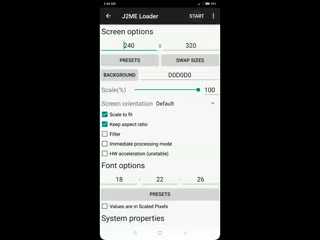 J2ME Loader
START
Screen options
240 x 320
PRESETS SWAP SIZES
BACKGROUND D0D0D0
Scale(%) 100
Screen orientation Default
Scale to fit
Keep aspect ratio
Filter
Immediate processing mode
HW acceleration (unstable)
Font options
18 - 22 - 26
PRESETS
Values are in Scaled Pixels
System properties